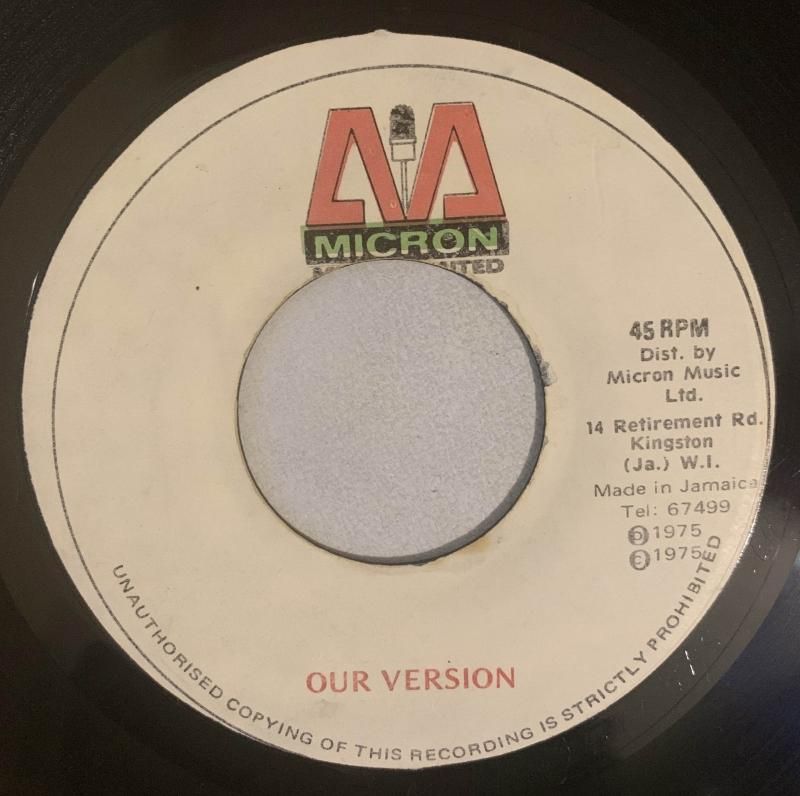 MICRON
45 RPM
Dist. by
Micron Music
Ltd.
14 Retirement Rd.
Kingston
(Ja.) W.I.
Made in Jamaica
Tel: 67499
℗1975
©1975
OUR VERSION
UNAUTHORISED COPYING OF THIS RECORDING IS STRICTLY PROHIBITED